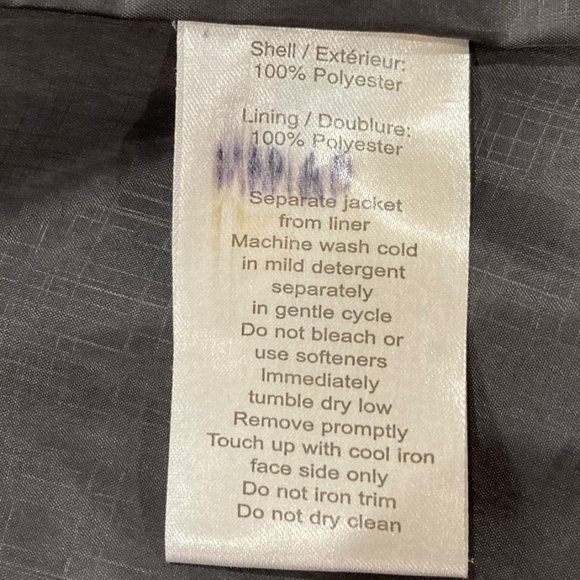 Shell / Extérieur:
100% Polyester
Lining / Doublure:
100% Polyester
Separate jacket
from liner
Machine wash cold
in mild detergent
separately
in gentle cycle
Do not bleach or
use softeners
Immediately
tumble dry low
Remove promptly
Touch up with cool iron
face side only
Do not iron trim
Do not dry clean